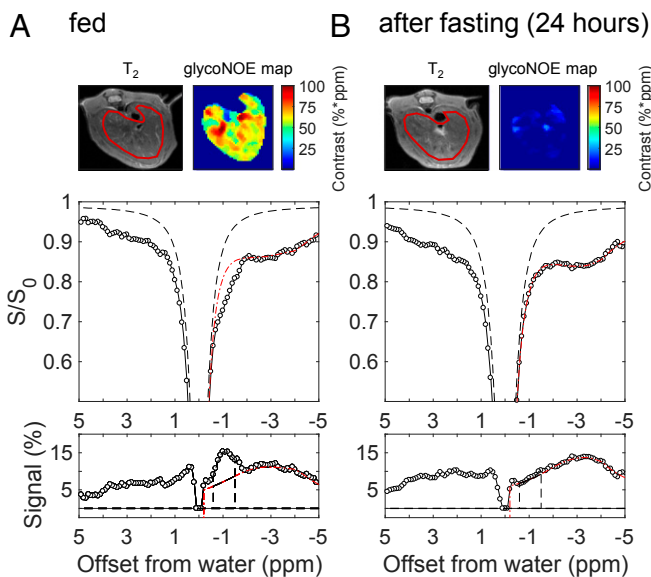 A fed
B after fasting (24 hours)
T2 glycoNOE map
100
75
50
25
Contrast (%*ppm)
T2 glycoNOE map
100
75
50
25
Contrast (%*ppm)
1
0.9
0.8
0.7
0.6
S/S0
5 3 1 -1 -3 -5
1
0.9
0.8
0.7
0.6
5 3 1 -1 -3 -5
15
5
Signal (%)
5 3 1 -1 -3 -5
Offset from water (ppm)
15
5
5 3 1 -1 -3 -5
Offset from water (ppm)